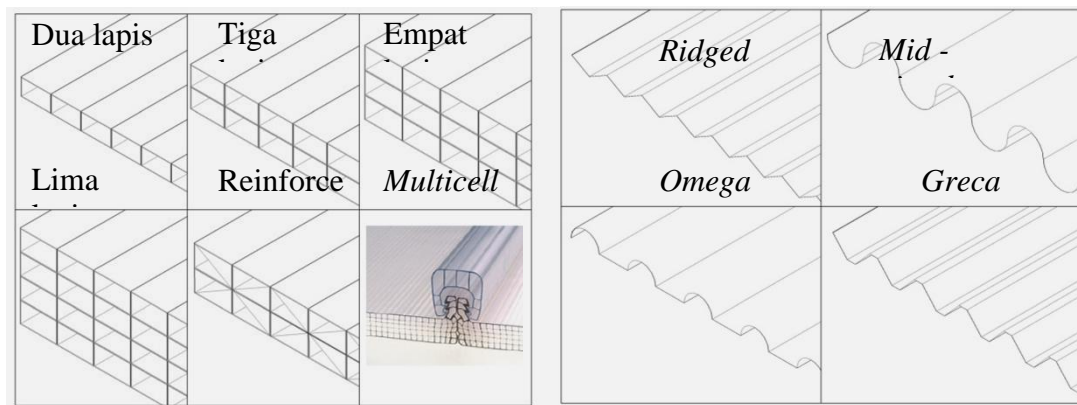 Dua lapis
Tiga
Empat
Lima
Reinforce
Multicell
Ridged
Mid -
Omega
Greca